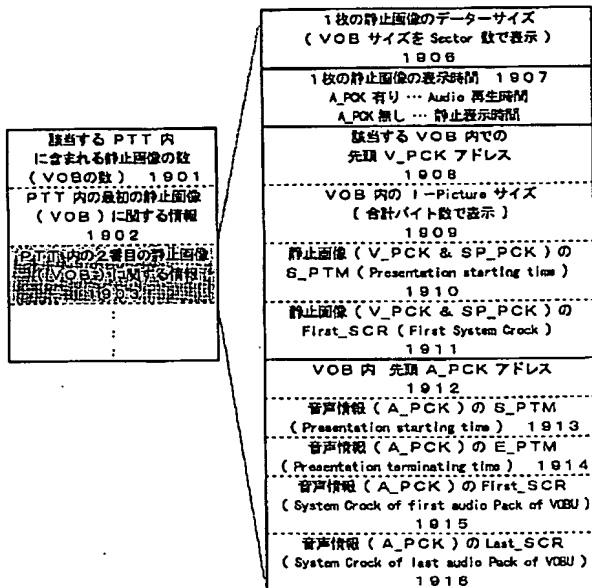 1枚の静止画像のデーターサイズ
( VOB サイズを Sector 数で表示 )
1906
1枚の静止画像の表示時間 1907
A_PCK 有り … Audio 再生時間
A_PCK 無し … 静止表示時間
該当する VOB 内での
先頭 V_PCK アドレス
1908
VOB 内の I-Picture サイズ
( 合計バイト数で表示 )
1909
静止画像 ( V_PCK & SP_PCK ) の
S_PTM ( Presentation starting time )
1910
静止画像 ( V_PCK & SP_PCK ) の
First_SCR ( First System Crock )
1911
VOB 内 先頭 A_PCK アドレス
1912
音声情報 ( A_PCK ) の S_PTM
( Presentation starting time ) 1913
音声情報 ( A_PCK ) の E_PTM
( Presentation terminating time ) 1914
音声情報 ( A_PCK ) の First_SCR
( System Crock of first audio Pack of VOBU )
1915
音声情報 ( A_PCK ) の Last_SCR
( System Crock of last audio Pack of VOBU )
1916
該当する PTT 内
に含まれる静止画像の数
( VOBの数 ) 1901
PTT 内の最初の静止画像
( VOB ) に関する情報
1902
PTT 内の2番目の静止画像
( VOB ) に関する情報
1903